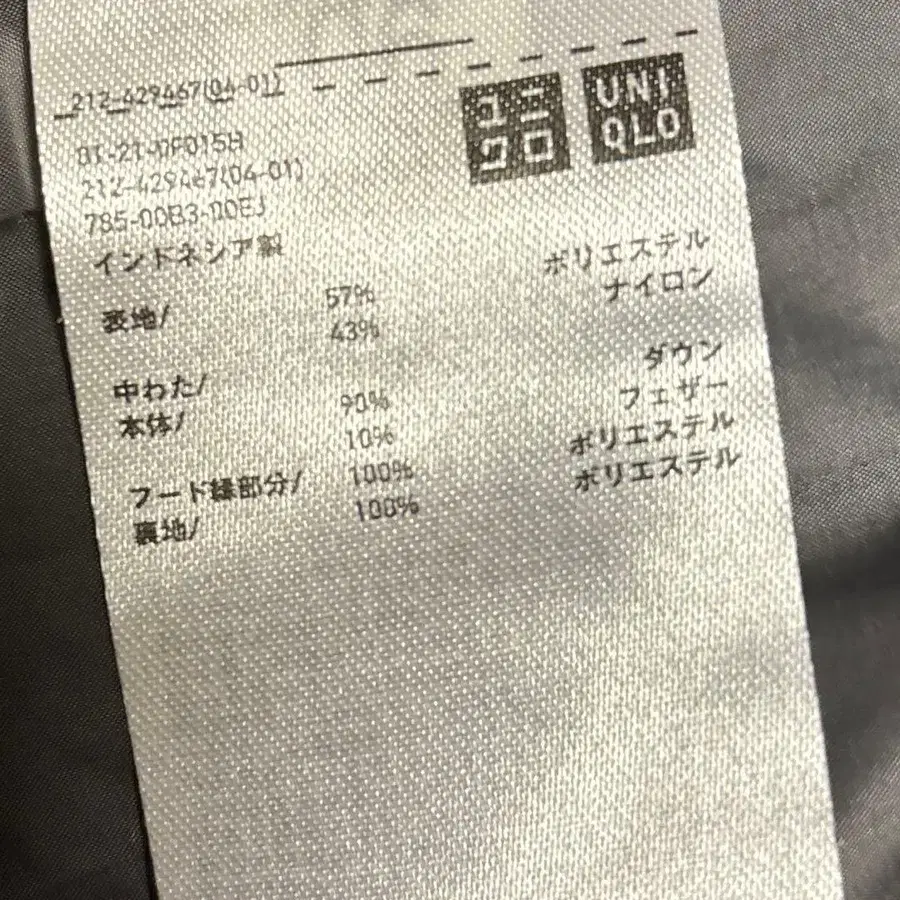 212-429467(04-01)
ユニクロ
UNIQLO
01-21-DF015H
212-429467(04-01)
785-00B3-00EJ
インドネシア製
表地/ 57% ポリエステル
43% ナイロン
中わた/
本体/ 90% ダウン
10% フェザー
フード縁部分/ 100% ポリエステル
裏地/ 100% ポリエステル